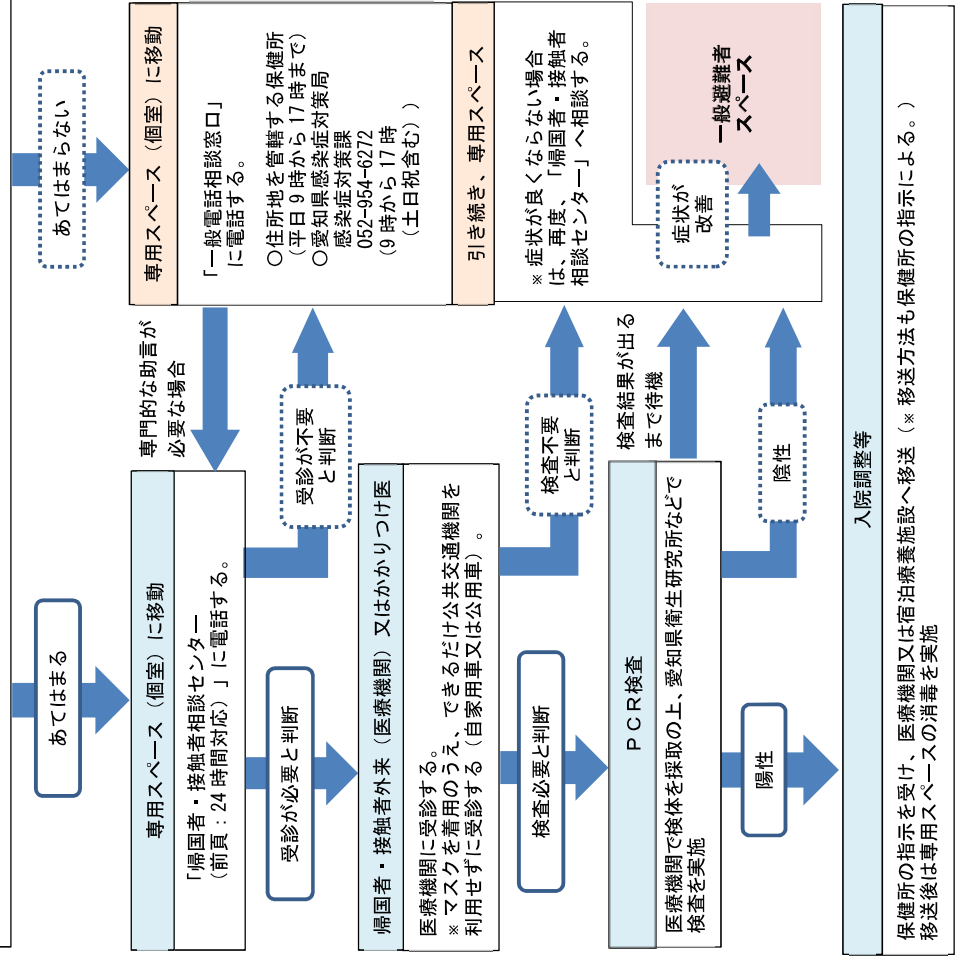 あてはまる
あてはまらない
専用スペース（個室）に移動
「帰国者・接触者相談センター
（前頁：24時間対応）」に電話する。
専門的な助言が
必要な場合
専用スペース（個室）に移動
「一般電話相談窓口」
に電話する。
○住所地を管轄する保健所
（平日９時から17時まで）
○愛知県感染症対策局
感染症対策課
052-954-6272
（9時から17時
（土日祝含む））
受診が必要と判断
受診が不要
と判断
帰国者・接触者外来（医療機関）又はかかりつけ医
医療機関に受診する。
※マスクを着用のうえ、できるだけ公共交通機関を
利用せずに受診する（自家用車又は公用車）。
引き続き、専用スペース
※症状が良くならない場合
は、再度、「帰国者・接触者
相談センター」へ相談する。
検査必要と判断
検査不要
と判断
ＰＣＲ検査
医療機関で検体を採取の上、愛知県衛生研究所などで
検査を実施
検査結果が出る
まで待機
症状が
改善
一般避難者
スペース
陽性
陰性
入院調整等
保健所の指示を受け、医療機関又は宿泊療養施設へ移送（※移送方法も保健所の指示による。）
移送後は専用スペースの消毒を実施